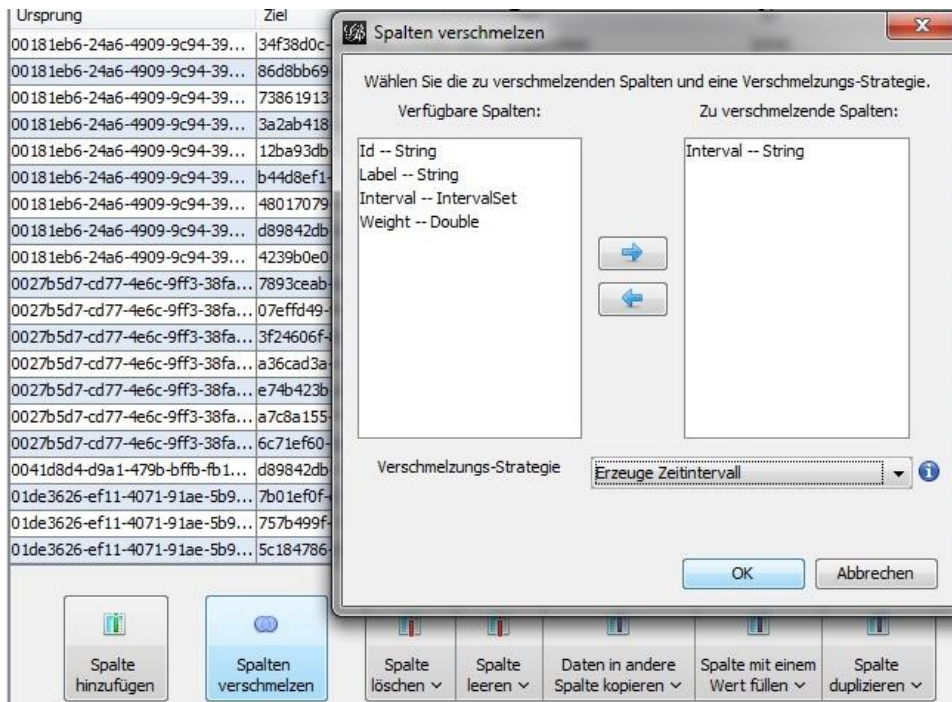 Ursprung Ziel
00181eb6-24a6-4909-9c94-39... 34f38d0c-
00181eb6-24a6-4909-9c94-39... 86d8bb69
00181eb6-24a6-4909-9c94-39... 73861913
00181eb6-24a6-4909-9c94-39... 3a2ab418
00181eb6-24a6-4909-9c94-39... 12ba93db
00181eb6-24a6-4909-9c94-39... b44d8ef1-
00181eb6-24a6-4909-9c94-39... 48017079
00181eb6-24a6-4909-9c94-39... d89842db
00181eb6-24a6-4909-9c94-39... 4239b0e0
0027b5d7-cd77-4e6c-9ff3-38fa... 7893ceab
0027b5d7-cd77-4e6c-9ff3-38fa... 07effd49-
0027b5d7-cd77-4e6c-9ff3-38fa... 3f24606f-
0027b5d7-cd77-4e6c-9ff3-38fa... a36cad3a
0027b5d7-cd77-4e6c-9ff3-38fa... e74b423b
0027b5d7-cd77-4e6c-9ff3-38fa... a7c8a155
0027b5d7-cd77-4e6c-9ff3-38fa... 6c71ef60-
0041d8d4-d9a1-479b-bffb-fb1... d89842db
01de3626-ef11-4071-91ae-5b9... 7b01ef0f-
01de3626-ef11-4071-91ae-5b9... 757b499f-
01de3626-ef11-4071-91ae-5b9... 5c184786
Spalten verschmelzen
Wählen Sie die zu verschmelzenden Spalten und eine Verschmelzungs-Strategie.
Verfügbare Spalten: Zu verschmelzende Spalten:
Id -- String
Label -- String
Interval -- IntervalSet
Weight -- Double
Interval -- String
Verschmelzungs-Strategie Erzeuge Zeitintervall
OK Abbrechen
Spalte hinzufügen
Spalten verschmelzen
Spalte löschen
Spalte leeren
Daten in andere Spalte kopieren
Spalte mit einem Wert füllen
Spalte duplizieren